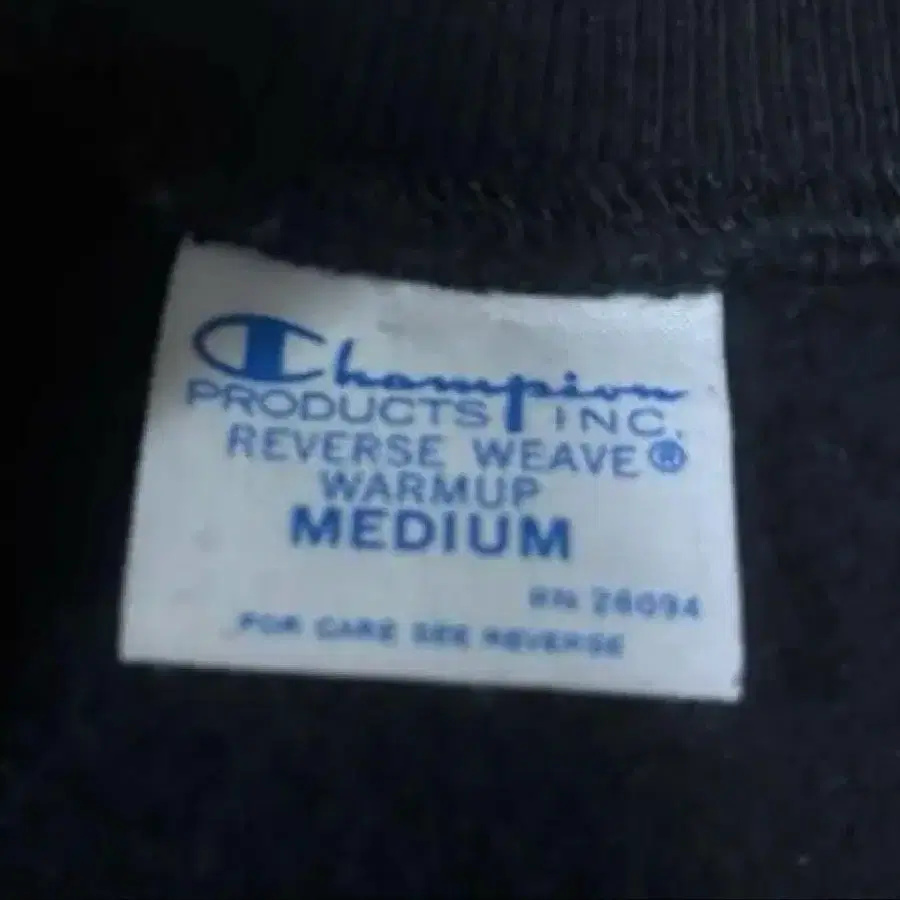 Champion
PRODUCTS INC.
REVERSE WEAVE®
WARMUP
MEDIUM
RN 26094
FOR CARE SEE REVERSE